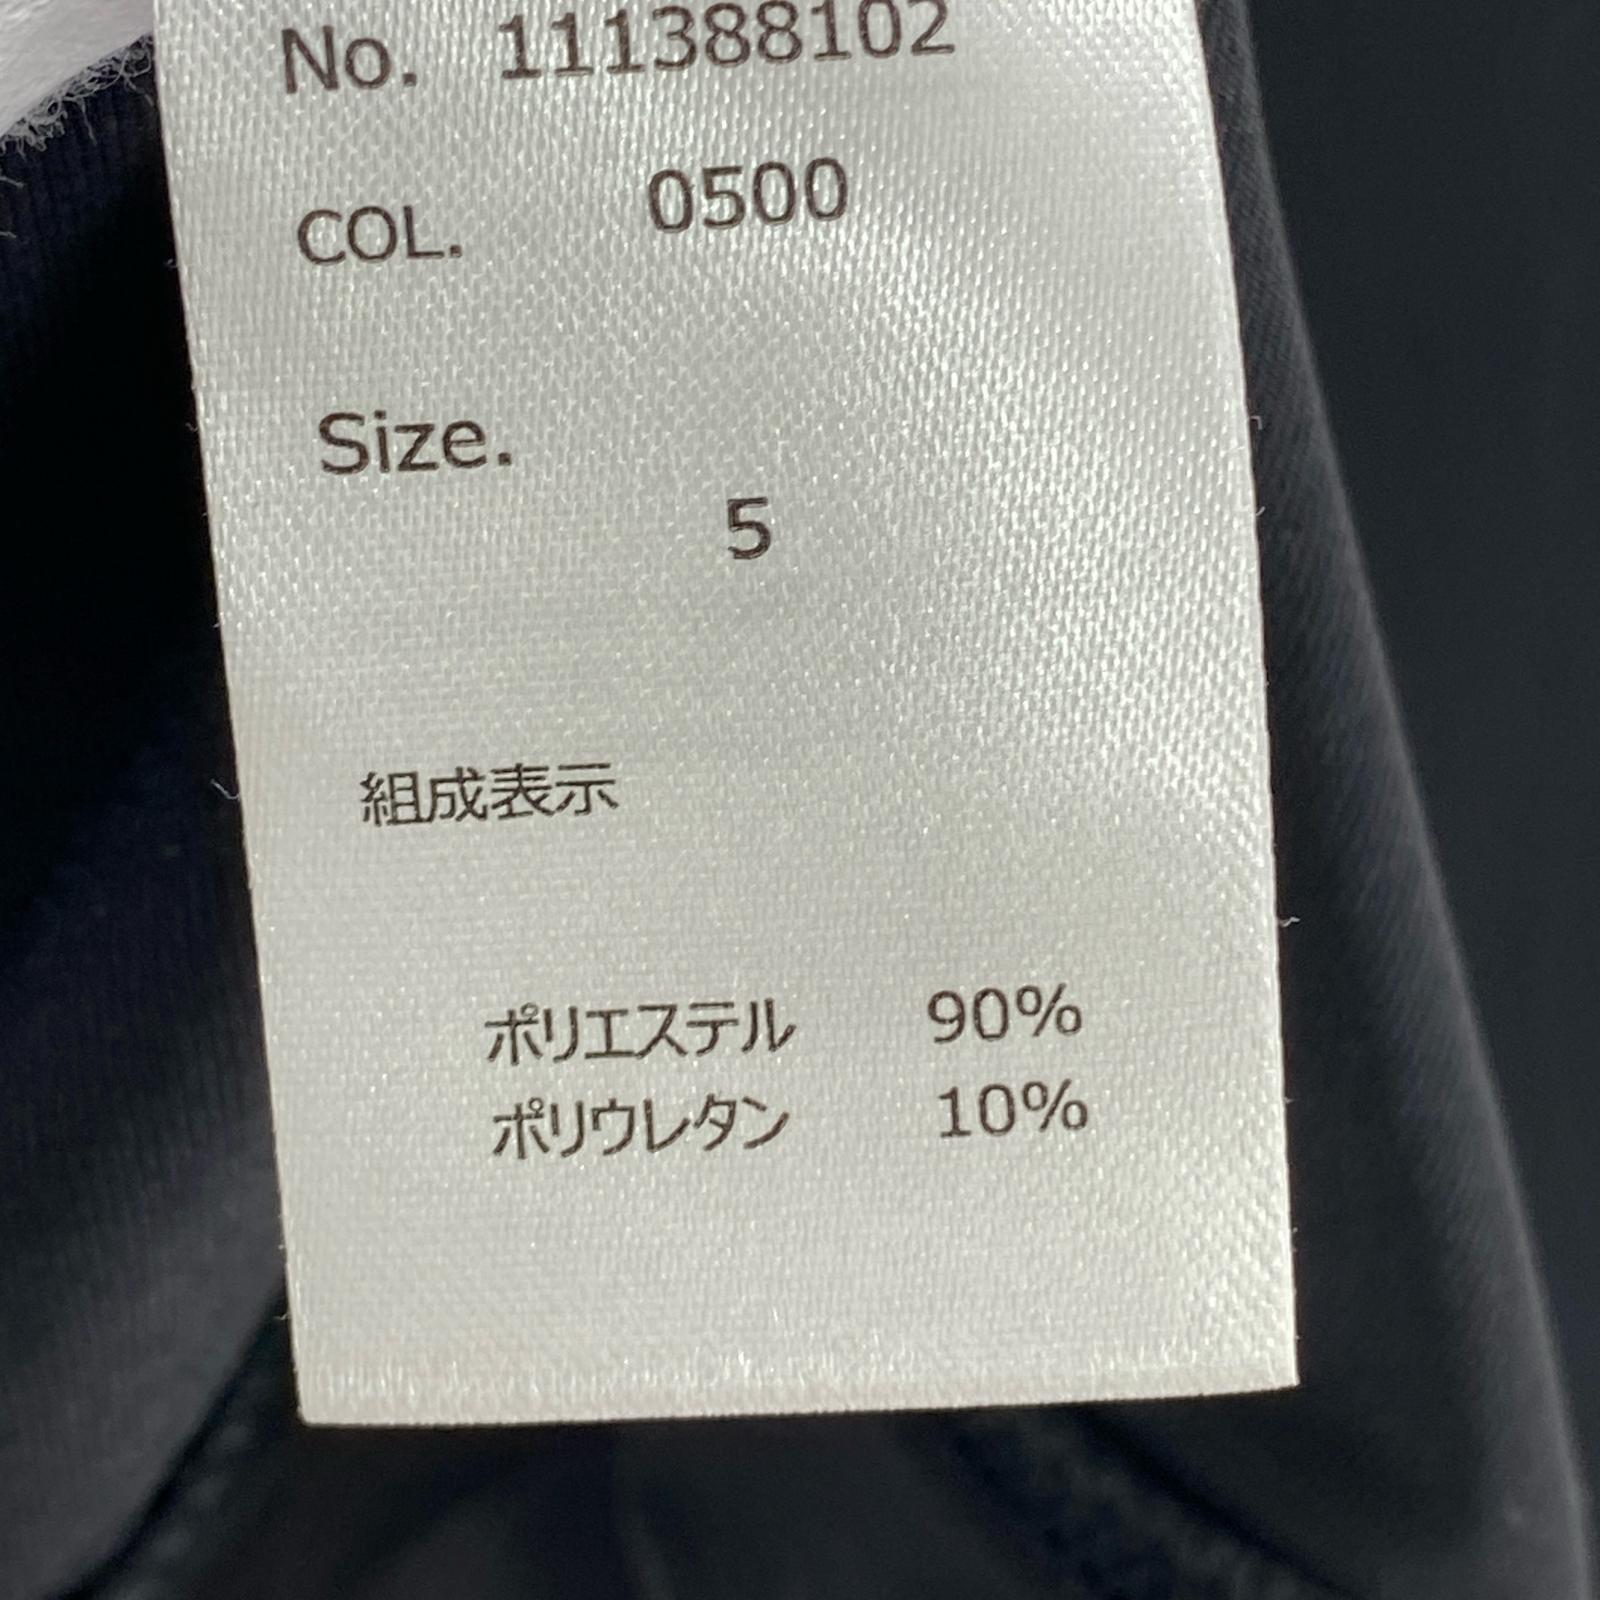 No. 111388102
COL. 0500
Size.
5
組成表示
ポリエステル 90%
ポリウレタン 10%